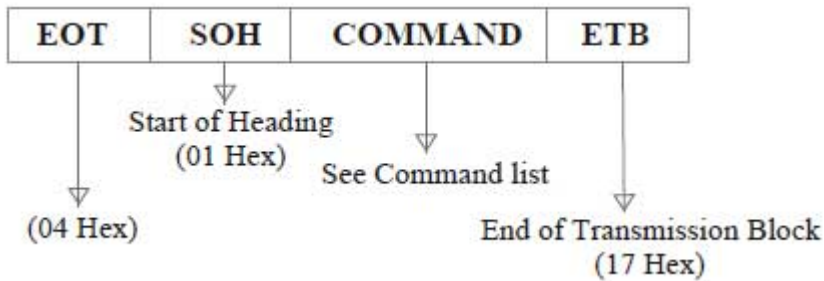 EOT SOH COMMAND ETB
Start of Heading
(01 Hex)
See Command list
(04 Hex)
End of Transmission Block
(17 Hex)